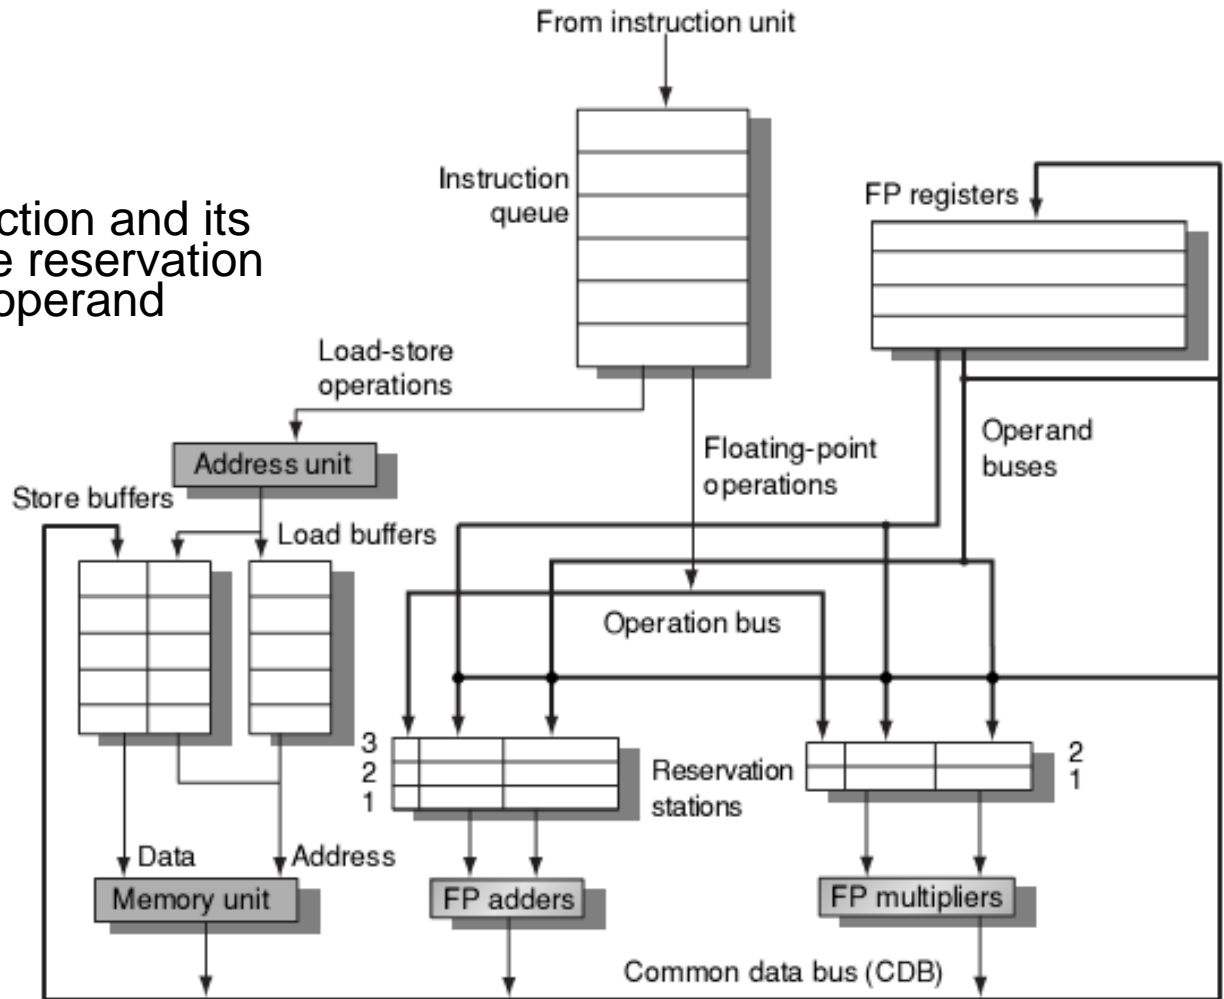 From instruction unit
Instruction
queue
FP registers
ction and its
e reservation
operand
Load-store
operations
Address unit
Floating-point
operations
Operand
buses
Store buffers
Load buffers
Operation bus
3
2
1
Reservation
stations
2
1
Data
Address
Memory unit
FP adders
FP multipliers
Common data bus (CDB)